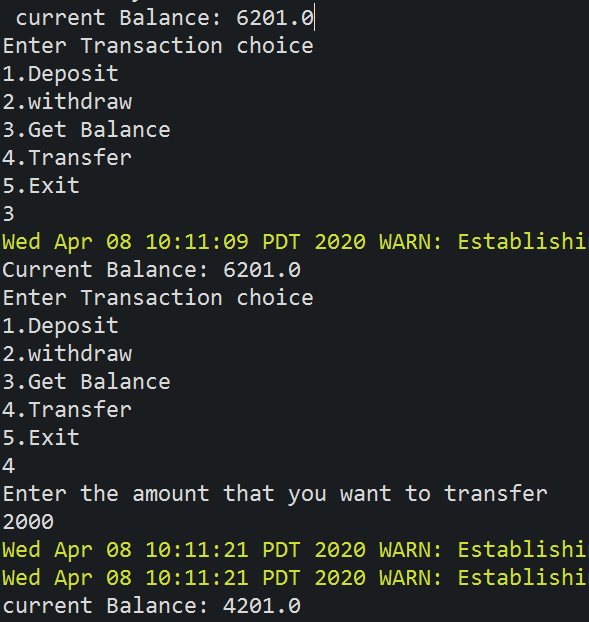 current Balance: 6201.0
Enter Transaction choice
1.Deposit
2.withdraw
3.Get Balance
4.Transfer
5.Exit
3
Wed Apr 08 10:11:09 PDT 2020 WARN: Establishi
Current Balance: 6201.0
Enter Transaction choice
1.Deposit
2.withdraw
3.Get Balance
4.Transfer
5.Exit
4
Enter the amount that you want to transfer
2000
Wed Apr 08 10:11:21 PDT 2020 WARN: Establishi
Wed Apr 08 10:11:21 PDT 2020 WARN: Establishi
current Balance: 4201.0